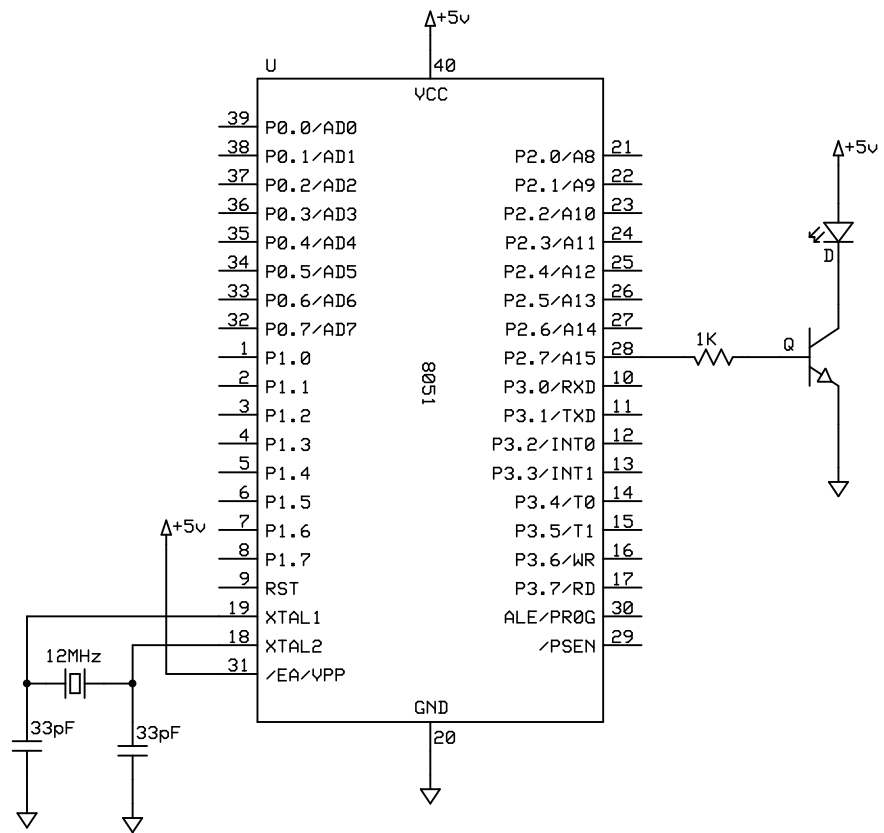 +5v
U
40
VCC
39 P0.0/AD0
38 P0.1/AD1
37 P0.2/AD2
36 P0.3/AD3
35 P0.4/AD4
34 P0.5/AD5
33 P0.6/AD6
32 P0.7/AD7
1 P1.0
2 P1.1
3 P1.2
4 P1.3
5 P1.4
6 P1.5
7 P1.6
8 P1.7
9 RST
19 XTAL1
18 XTAL2
31 /EA/VPP
8051
P2.0/A8 21
P2.1/A9 22
P2.2/A10 23
P2.3/A11 24
P2.4/A12 25
P2.5/A13 26
P2.6/A14 27
P2.7/A15 28
P3.0/RXD 10
P3.1/TXD 11
P3.2/INT0 12
P3.3/INT1 13
P3.4/T0 14
P3.5/T1 15
P3.6/WR 16
P3.7/RD 17
ALE/PR0G 30
/PSEN 29
GND
20
+5v
12MHz
33pF
33pF
1K
Q
D
+5v